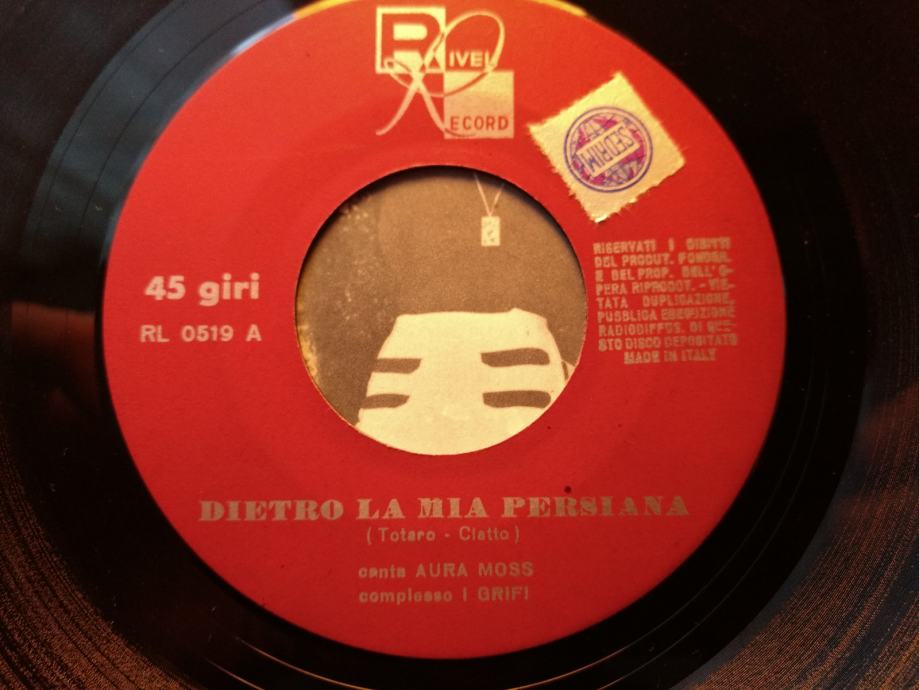 RIVEL
RECORD
SEDRIM
45 giri
RL 0519 A
RISERVATI I DIRITTI
DEL PRODUT. FONOGR.
E DEL PROP. DELL'O-
PERA RIPRODOT. - VIE-
TATA DUPLICAZIONE,
PUBBLICA ESECUZIONE
RADIODIFFUS. DI QUE-
STO DISCO DEPOSITATO
MADE IN ITALY
DIETRO LA MIA PERSIANA
(Totaro - Ciatto)
canta AURA MOSS
complesso I GRIFI